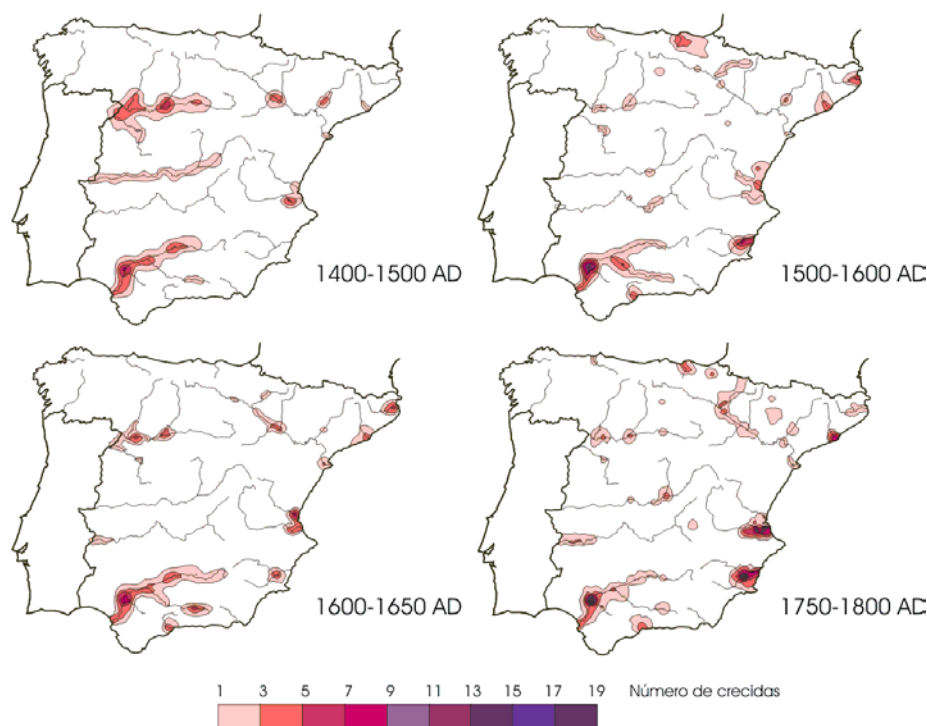 1400-1500 AD
1500-1600 AD
1600-1650 AD
1750-1800 AD
1 3 5 7 9 11 13 15 17 19 Número de crecidas